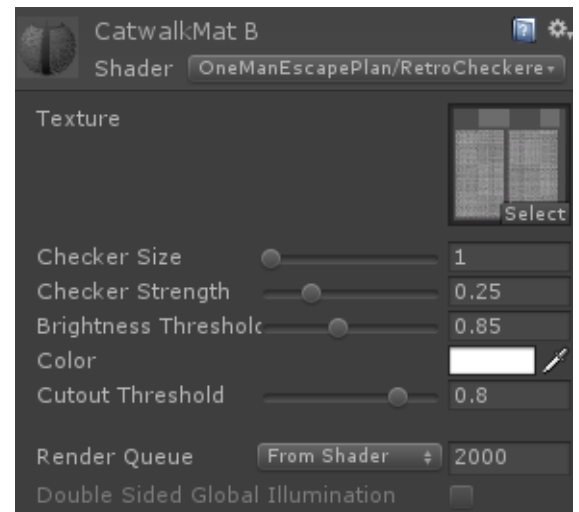 CatwalkMat B
Shader OneManEscapePlan/RetroCheckere
Texture
Select
Checker Size 1
Checker Strength 0.25
Brightness Threshol 0.85
Color
Cutout Threshold 0.8
Render Queue From Shader 2000
Double Sided Global Illumination